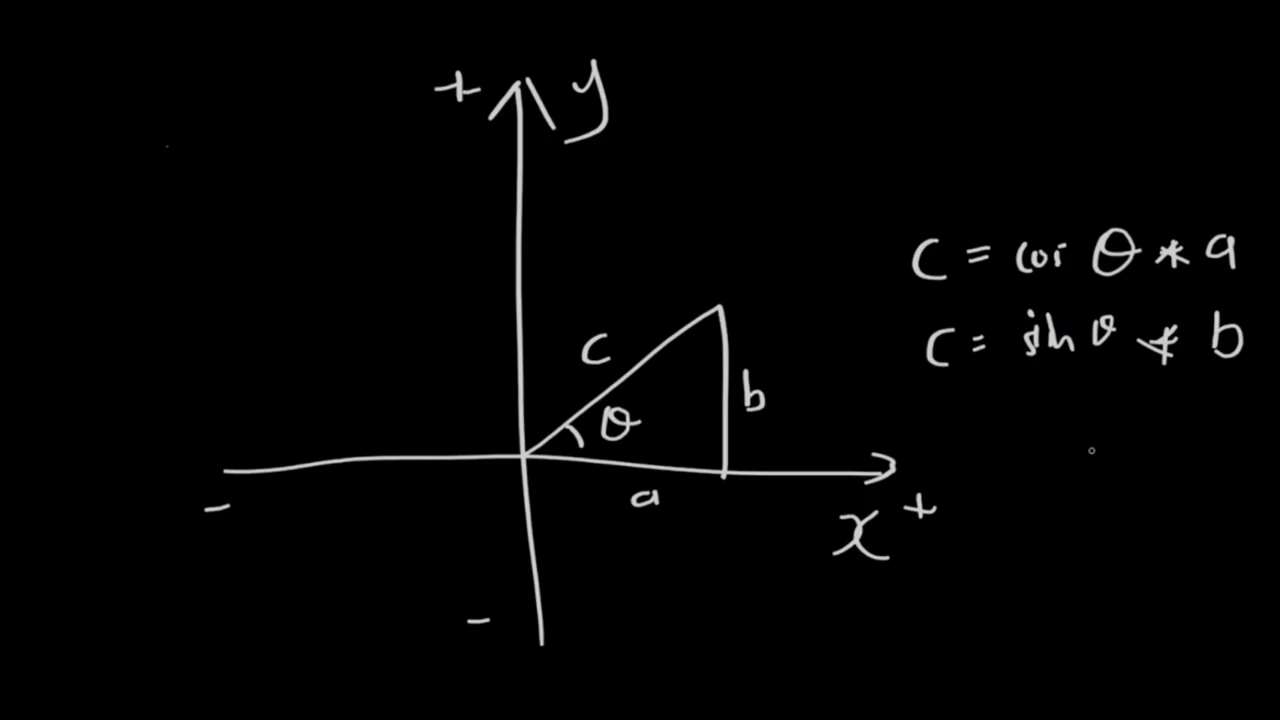 + y
C = cos θ * a
C = sin θ * b
C
θ
b
a
-
x +
-